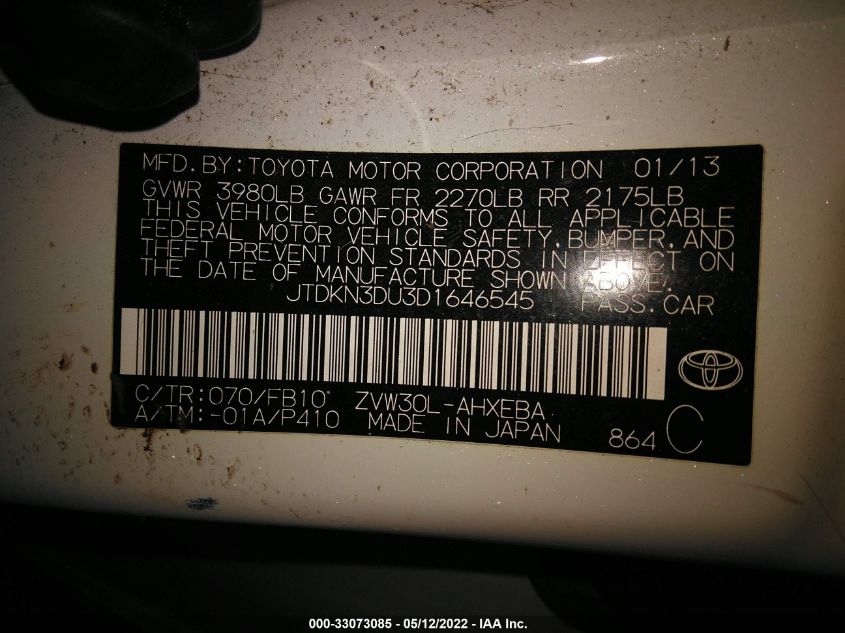 MFD. BY: TOYOTA MOTOR CORPORATION 01/13
GVWR 3980LB GAWR FR 2270LB RR 2175LB
THIS VEHICLE CONFORMS TO ALL APPLICABLE
FEDERAL MOTOR VEHICLE SAFETY, BUMPER, AND
THEFT PREVENTION STANDARDS IN EFFECT ON
THE DATE OF MANUFACTURE SHOWN ABOVE.
JTDKN3DU3D1646545 PASS. CAR
C/TR: 070/FB10 ZVW30L-AHXEBA
A/TM: -01A/P410 MADE IN JAPAN 864 C
000-33073085 - 05/12/2022 - IAA Inc.